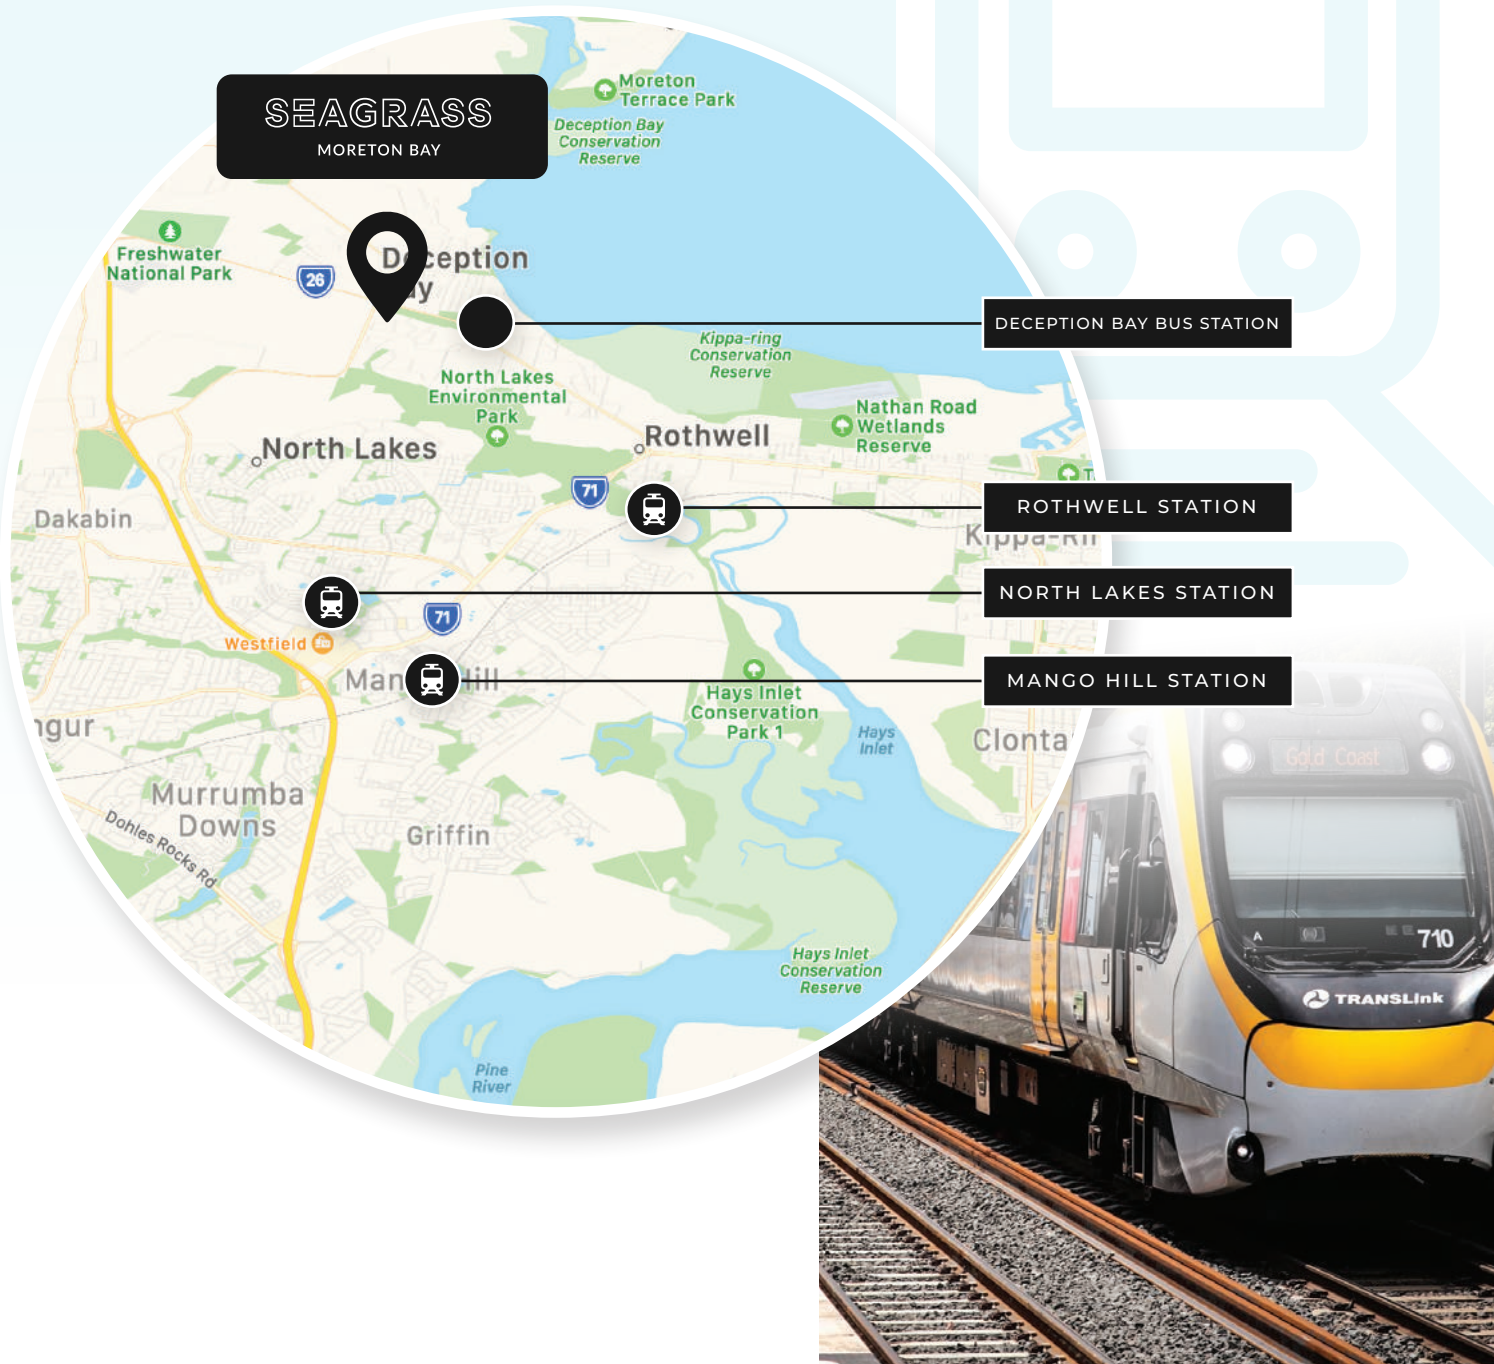 SEAGRASS
MORETON BAY
Moreton
Terrace Park
Deception Bay
Conservation
Reserve
Freshwater
National Park
26
DECEPTION BAY BUS STATION
Kippa-ring
Conservation
Reserve
North Lakes
Environmental
Park
Nathan Road
Wetlands
Reserve
North Lakes
Rothwell
71
ROTHWELL STATION
Dakabin
NORTH LAKES STATION
71
Westfield
MANGO HILL STATION
Hays Inlet
Conservation
Park 1
Hays
Inlet
Gold Coast
Murrumba
Downs
Dohles Rocks Rd
Griffin
710
A
Hays Inlet
Conservation
Reserve
TRANSLink
Pine
River